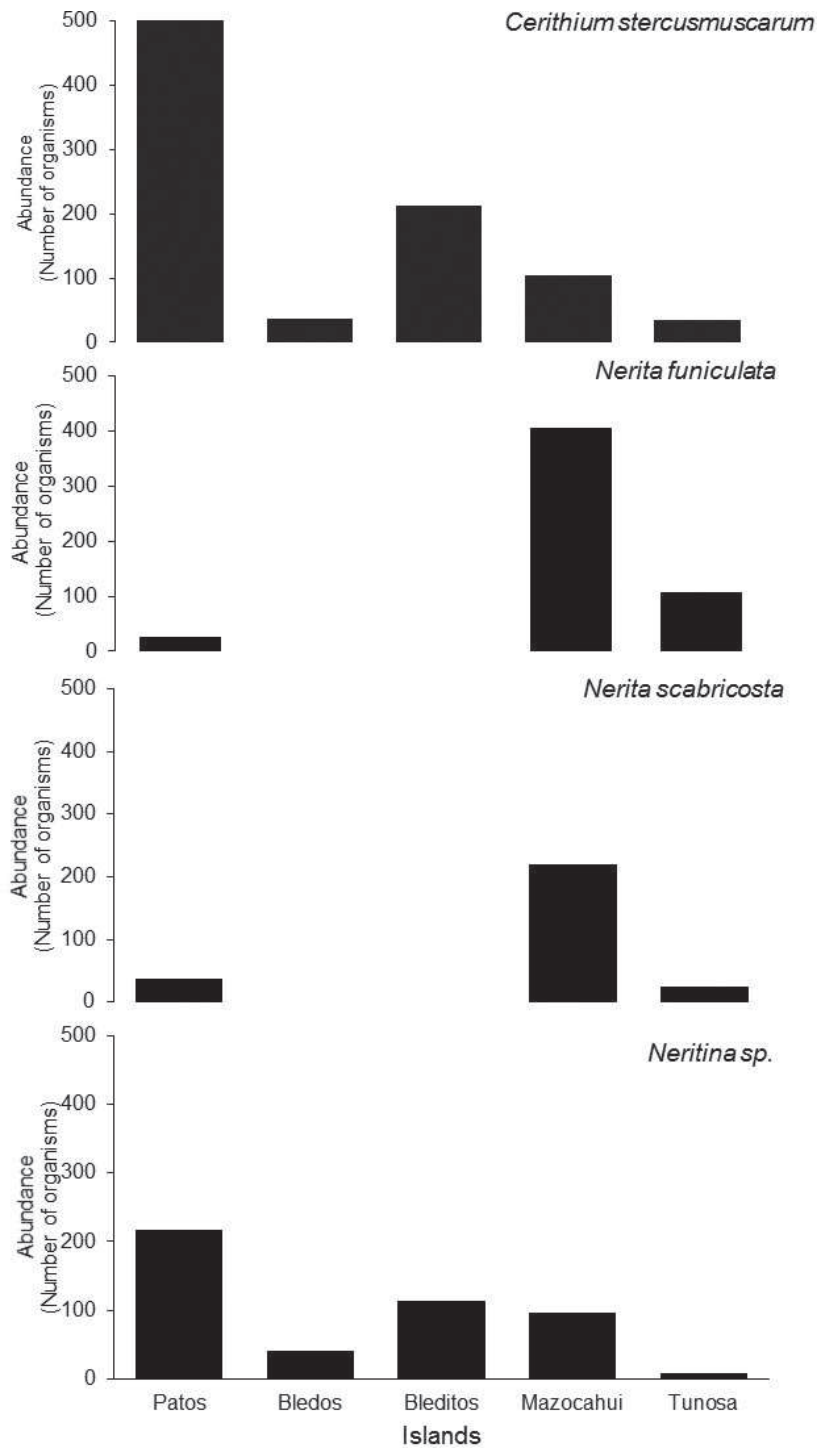 Cerithium stercusmuscarum
Abundance
(Number of organisms)
500
400
300
200
100
0
Nerita funiculata
Abundance
(Number of organisms)
500
400
300
200
100
0
Nerita scabricosta
Abundance
(Number of organisms)
500
400
300
200
100
0
Neritina sp.
Abundance
(Number of organisms)
500
400
300
200
100
0
Patos Bledos Bleditos Mazocahui Tunosa
Islands